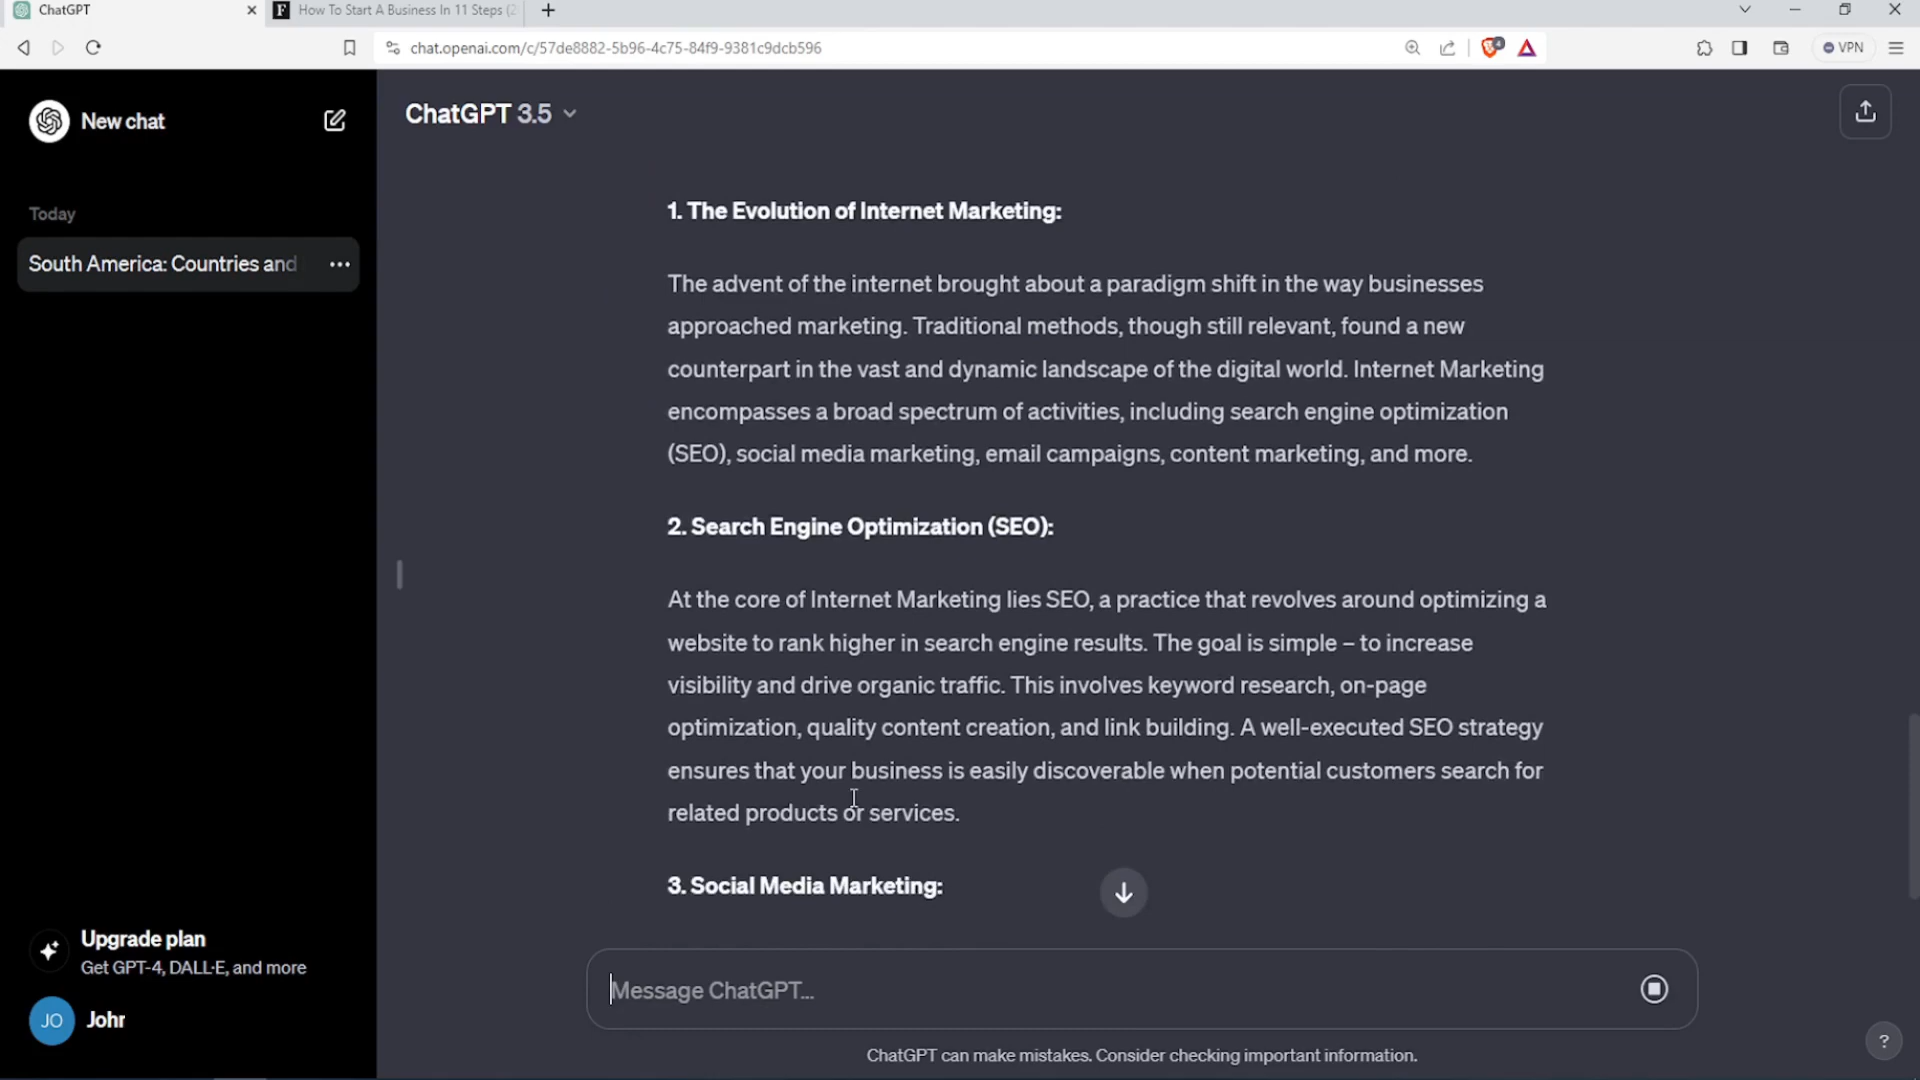 ChatGPT
F How To Start A Business In 11 Steps (2
chat.openai.com/c/57de8882-5b96-4c75-84f9-9381c9dcb596
4
VPN
New chat
ChatGPT 3.5
Today
South America: Countries and
1. The Evolution of Internet Marketing:
The advent of the internet brought about a paradigm shift in the way businesses
approached marketing. Traditional methods, though still relevant, found a new
counterpart in the vast and dynamic landscape of the digital world. Internet Marketing
encompasses a broad spectrum of activities, including search engine optimization
(SEO), social media marketing, email campaigns, content marketing, and more.
2. Search Engine Optimization (SEO):
At the core of Internet Marketing lies SEO, a practice that revolves around optimizing a
website to rank higher in search engine results. The goal is simple – to increase
visibility and drive organic traffic. This involves keyword research, on-page
optimization, quality content creation, and link building. A well-executed SEO strategy
ensures that your business is easily discoverable when potential customers search for
related products or services.
3. Social Media Marketing:
Upgrade plan
Get GPT-4, DALL·E, and more
JO Johr
Message ChatGPT...
ChatGPT can make mistakes. Consider checking important information.
?